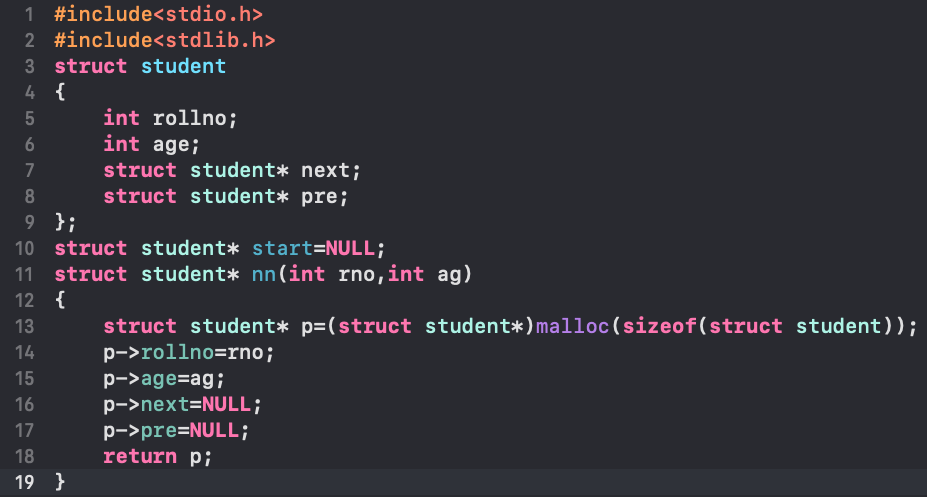 1 #include<stdio.h>
2 #include<stdlib.h>
3 struct student
4 {
5     int rollno;
6     int age;
7     struct student* next;
8     struct student* pre;
9 };
10 struct student* start=NULL;
11 struct student* nn(int rno,int ag)
12 {
13     struct student* p=(struct student*)malloc(sizeof(struct student));
14     p->rollno=rno;
15     p->age=ag;
16     p->next=NULL;
17     p->pre=NULL;
18     return p;
19 }